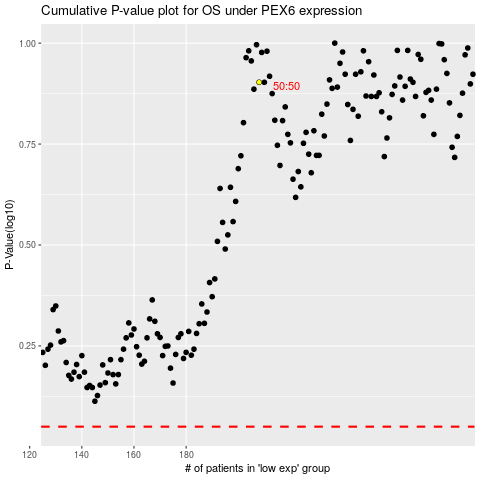 Cumulative P-value plot for OS under PEX6 expression
1.00
50:50
0.75
P-Value(log10)
0.50
0.25
120 140 160 180
# of patients in 'low exp' group